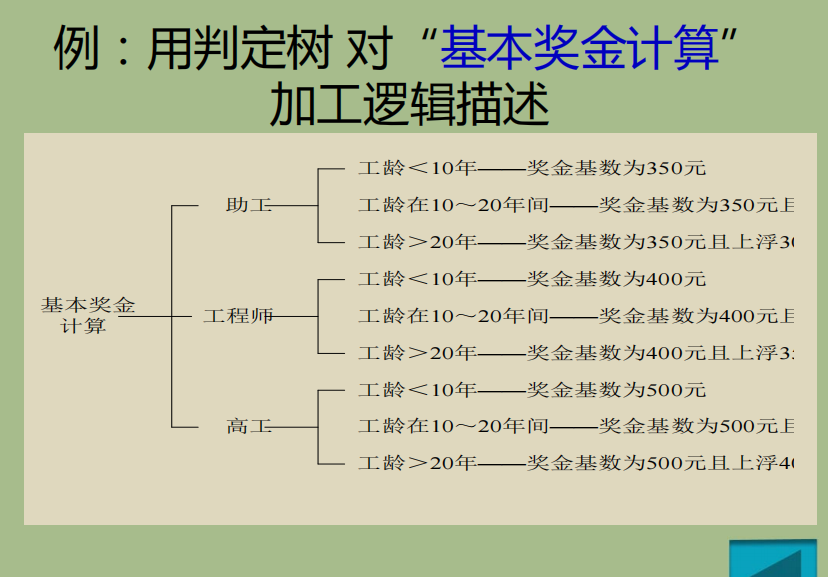 例：用判定树 对“基本奖金计算”
加工逻辑描述
工龄＜10年——奖金基数为350元
助工
工龄在10～20年间——奖金基数为350元且
工龄＞20年——奖金基数为350元且上浮3
工龄＜10年——奖金基数为400元
基本奖金
计算
工程师
工龄在10～20年间——奖金基数为400元且
工龄＞20年——奖金基数为400元且上浮3
工龄＜10年——奖金基数为500元
高工
工龄在10～20年间——奖金基数为500元且
工龄＞20年——奖金基数为500元且上浮4